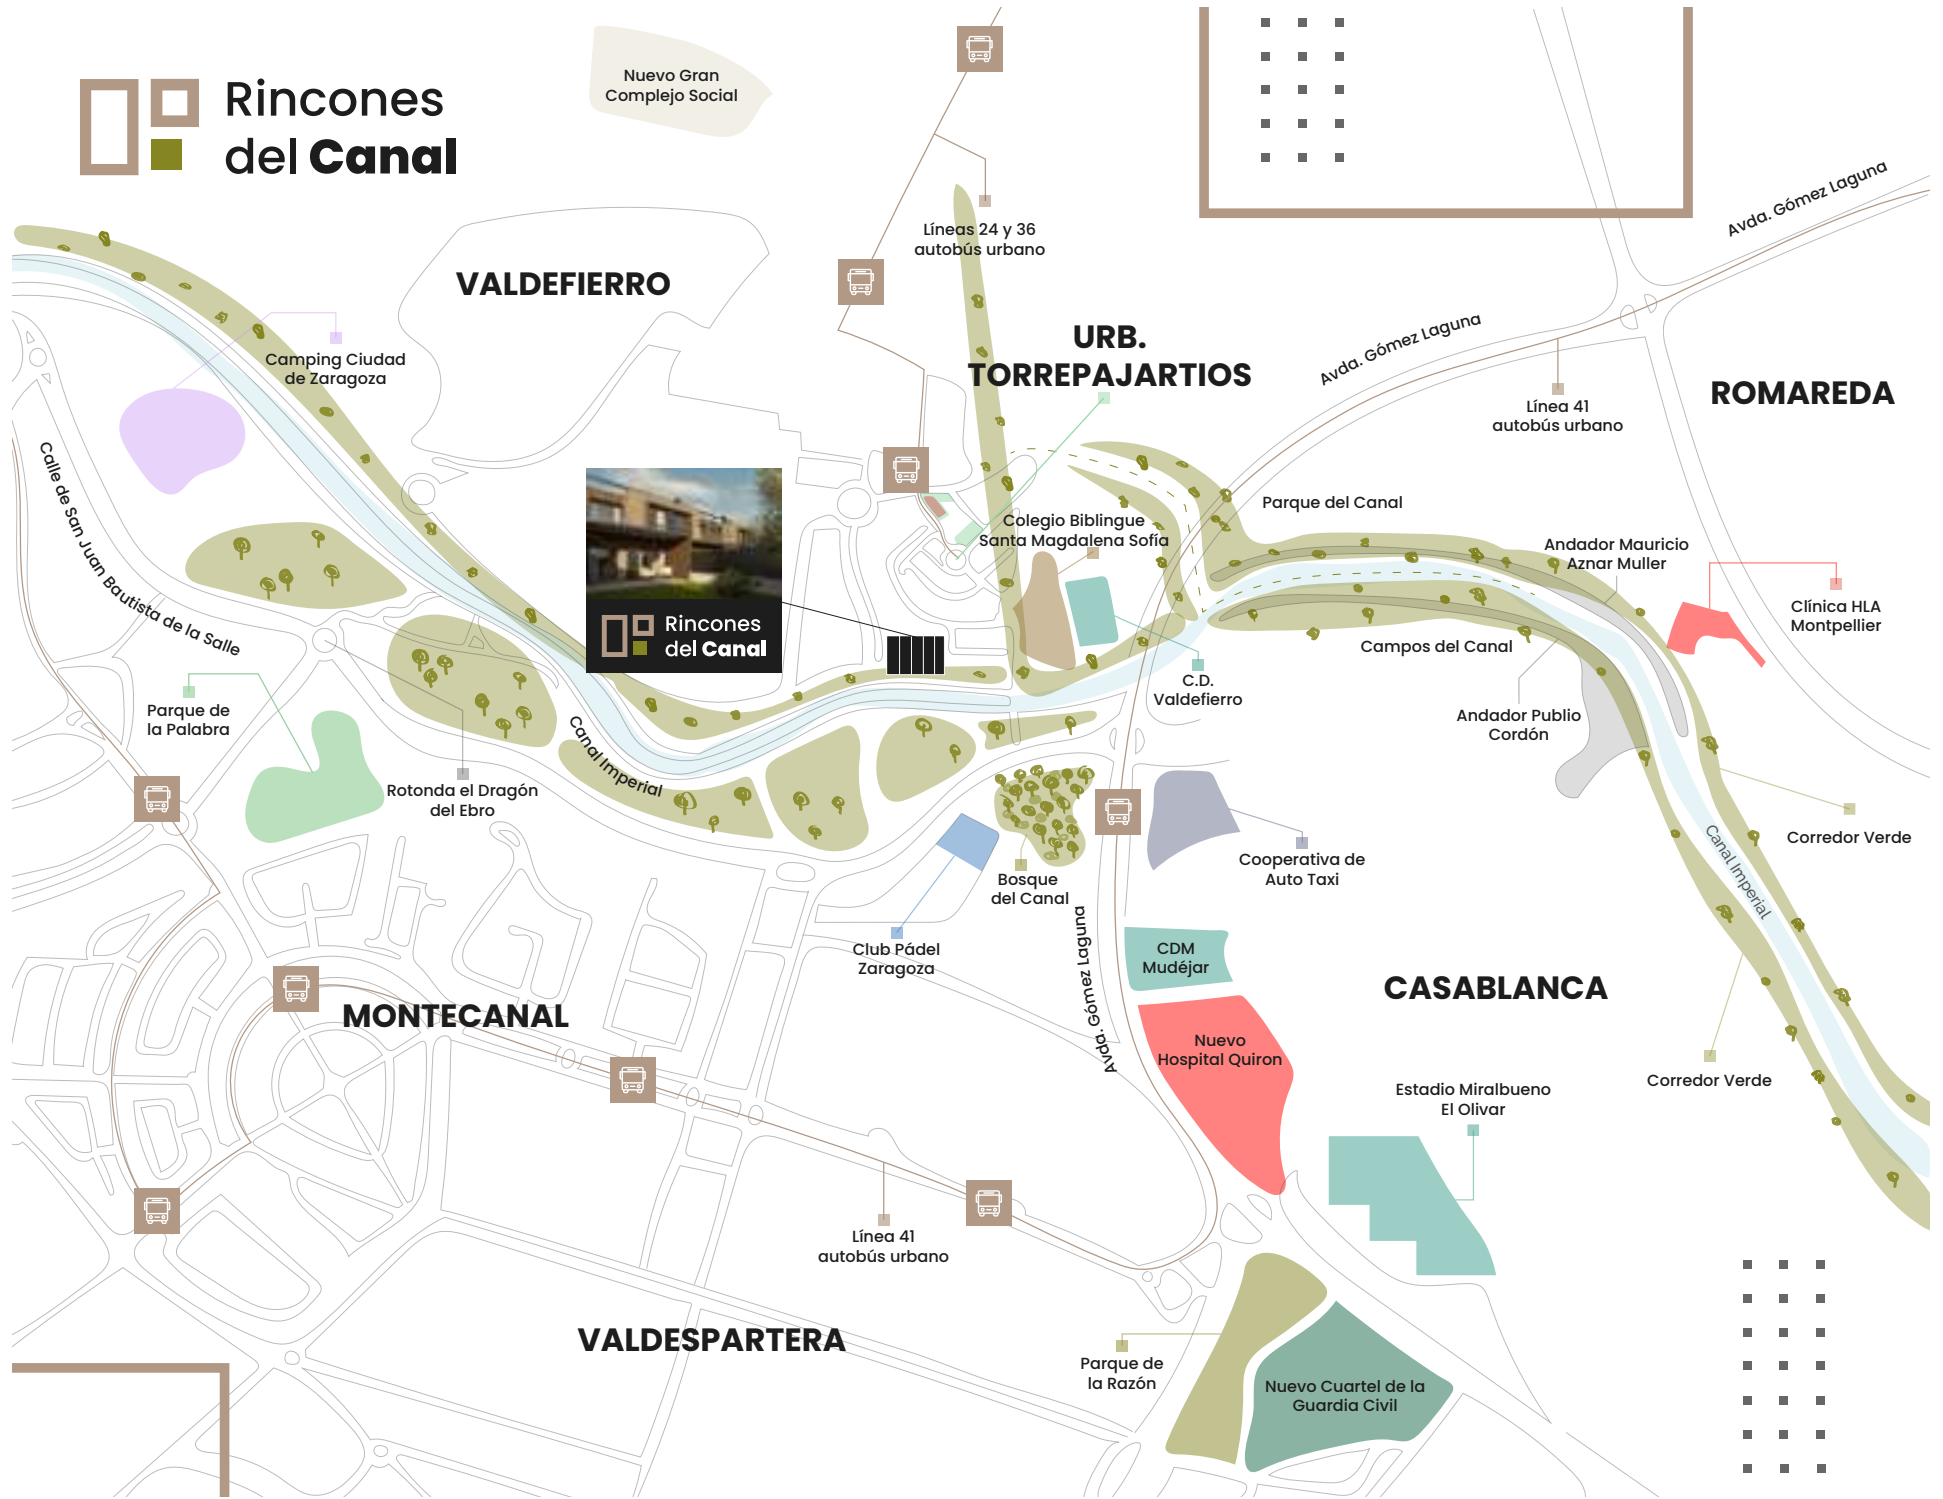 Rincones
del Canal
Nuevo Gran
Complejo Social
Líneas 24 y 36
autobús urbano
VALDEFIERRO
Avda. Gómez Laguna
URB.
TORREPAJARTIOS
Avda. Gómez Laguna
Camping Ciudad
de Zaragoza
ROMAREDA
Línea 41
autobús urbano
Calle de San Juan Bautista de la Salle
Parque del Canal
Colegio Biblingue
Santa Magdalena Sofía
Andador Mauricio
Aznar Muller
Clínica HLA
Montpellier
Rincones
del Canal
Campos del Canal
C.D.
Valdefierro
Parque de
la Palabra
Andador Publio
Cordón
Canal Imperial
Rotonda el Dragón
del Ebro
Corredor Verde
Canal Imperial
Cooperativa de
Auto Taxi
Bosque
del Canal
Avda. Gómez Laguna
Club Pádel
Zaragoza
CDM
Mudéjar
CASABLANCA
MONTECANAL
Nuevo
Hospital Quiron
Corredor Verde
Estadio Miralbueno
El Olivar
Línea 41
autobús urbano
VALDESPARTERA
Parque de
la Razón
Nuevo Cuartel de la
Guardia Civil